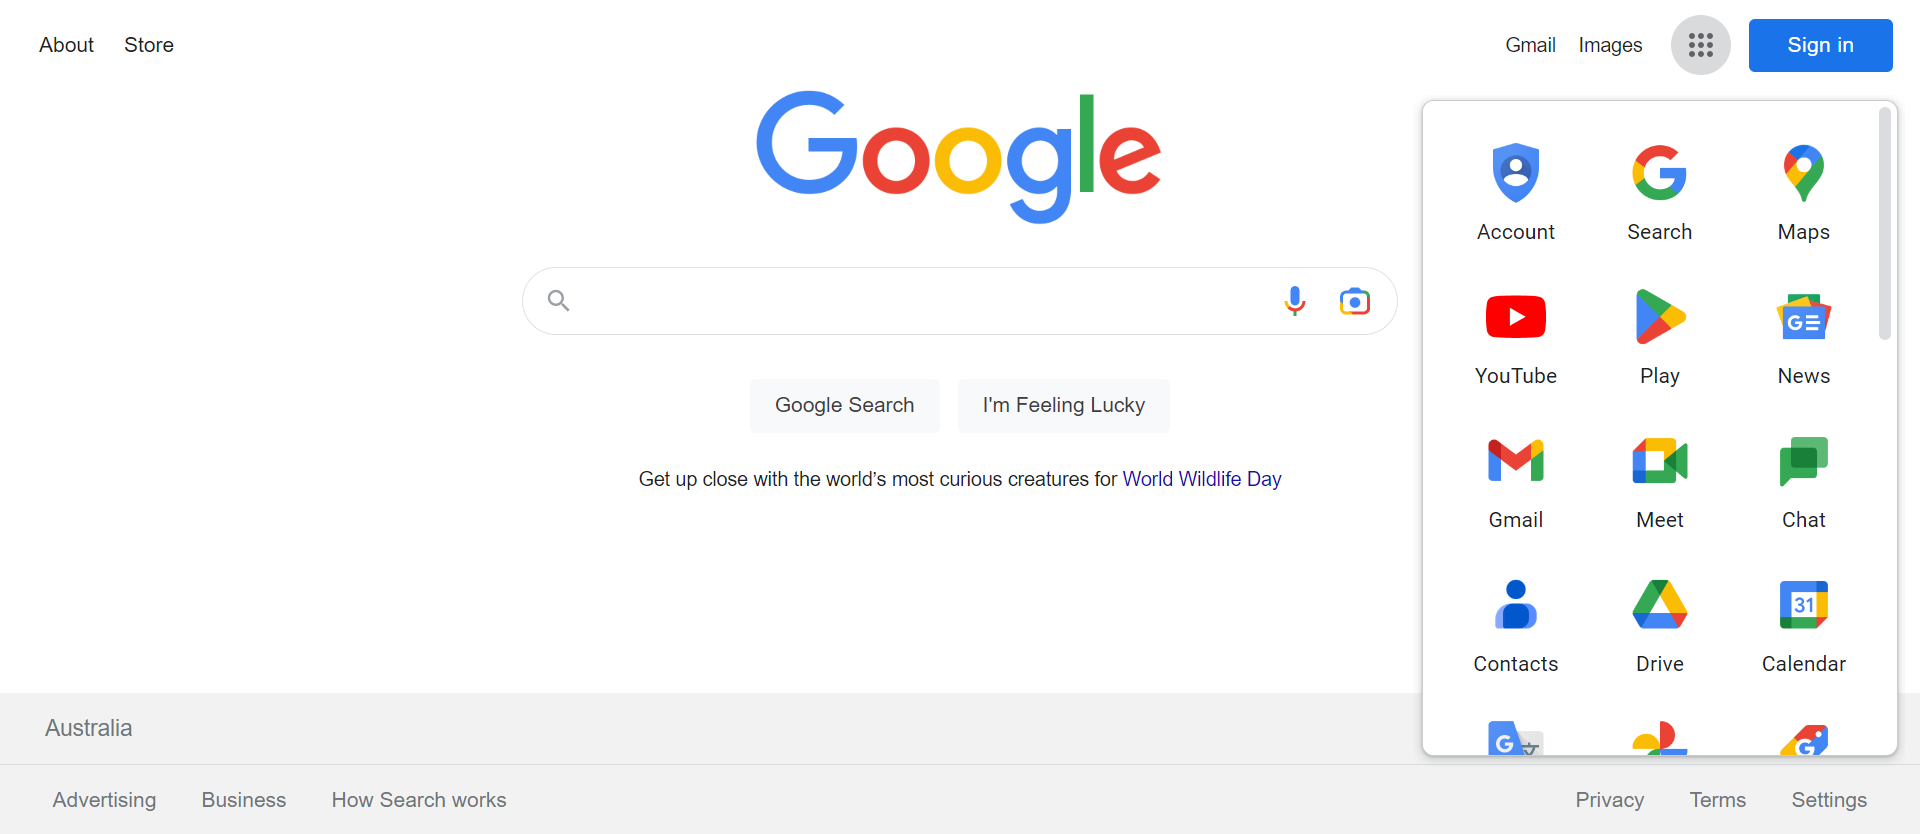 About Store Gmail Images Sign in
Google
Account Search Maps
YouTube Play News
Google Search I'm Feeling Lucky
Get up close with the world’s most curious creatures for World Wildlife Day
Gmail Meet Chat
31
Contacts Drive Calendar
Australia
Advertising Business How Search works Privacy Terms Settings